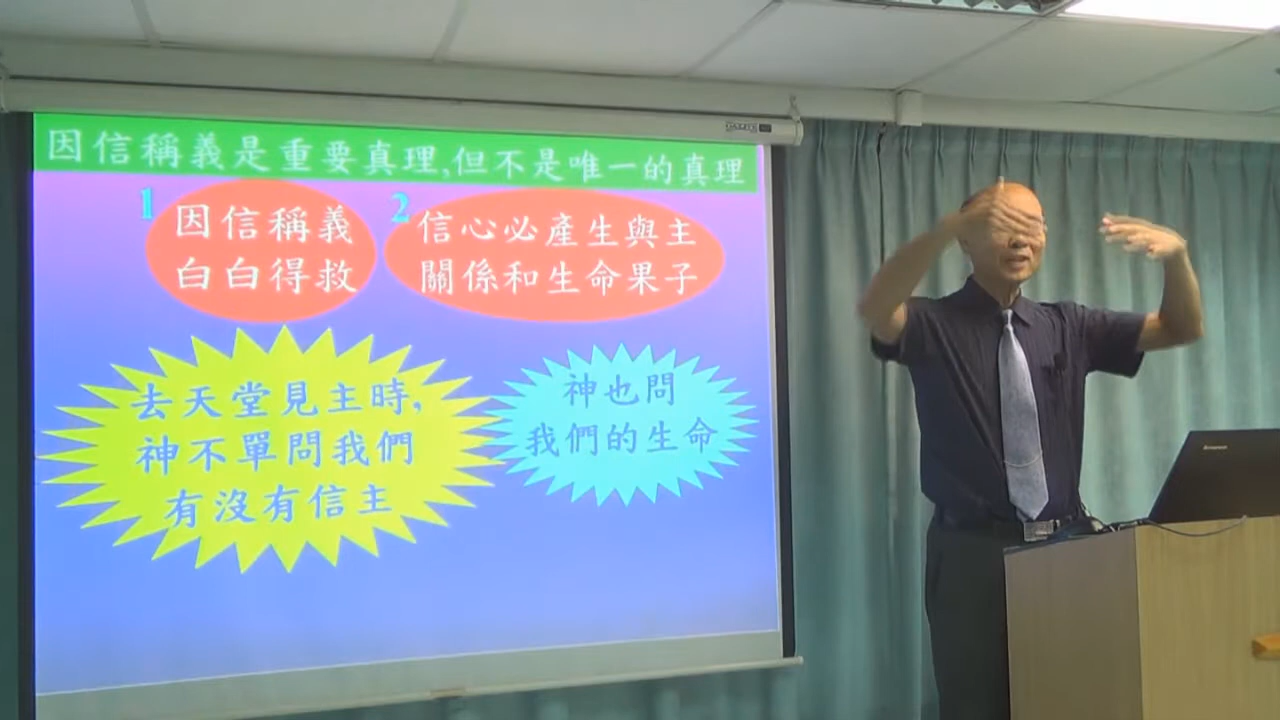 因信稱義是重要真理,但不是唯一的真理
1
因信稱義
白白得救
2
信心必產生與主
關係和生命果子
去天堂見主時,
神不單問我們
有沒有信主
神也問
我們的生命
lenovo